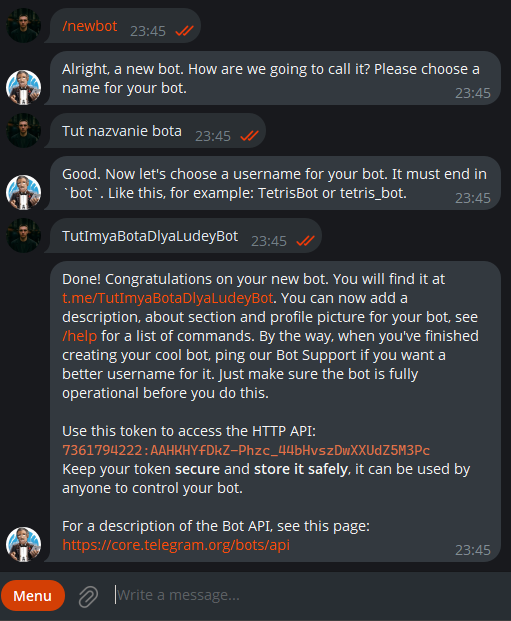 /newbot 23:45
Alright, a new bot. How are we going to call it? Please choose a
name for your bot. 23:45
Tut nazvanie bota 23:45
Good. Now let's choose a username for your bot. It must end in
`bot`. Like this, for example: TetrisBot or tetris_bot. 23:45
TutImyaBotaDlyaLudeyBot 23:45
Done! Congratulations on your new bot. You will find it at
t.me/TutImyaBotaDlyaLudeyBot. You can now add a
description, about section and profile picture for your bot, see
/help for a list of commands. By the way, when you've finished
creating your cool bot, ping our Bot Support if you want a
better username for it. Just make sure the bot is fully
operational before you do this.
Use this token to access the HTTP API:
7361794222:AAHKHYfDkZ-Phzc_44bHvszDwXXUdZ5M3Pc
Keep your token secure and store it safely, it can be used by
anyone to control your bot.
For a description of the Bot API, see this page:
https://core.telegram.org/bots/api 23:45
Menu Write a message...